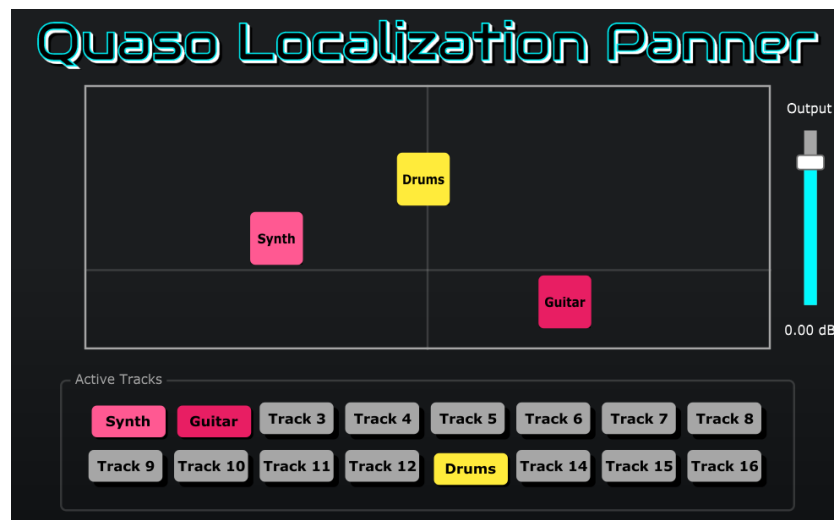 Quaso Localization Panner
Output
Drums
Synth
Guitar
0.00 dB
Active Tracks
Synth Guitar Track 3 Track 4 Track 5 Track 6 Track 7 Track 8
Track 9 Track 10 Track 11 Track 12 Drums Track 14 Track 15 Track 16